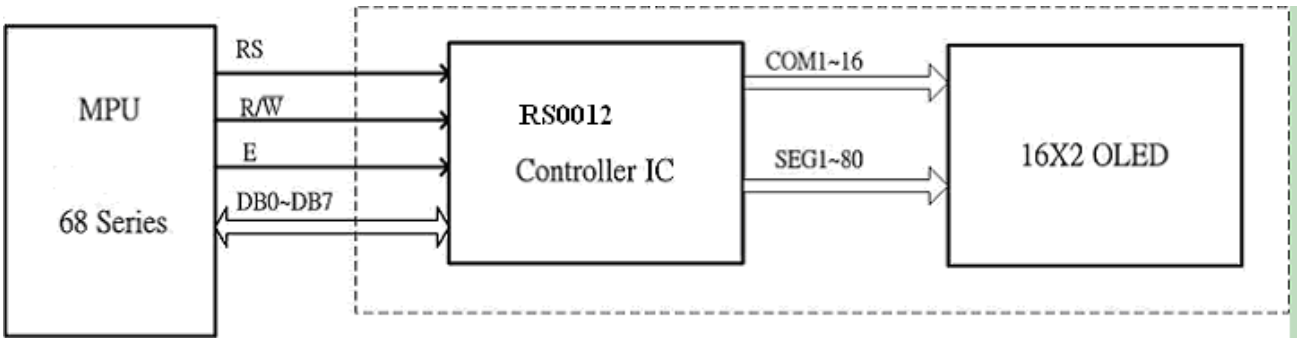 MPU
68 Series
RS
R/W̅
E
DB0~DB7
RS0012
Controller IC
COM1~16
SEG1~80
16X2 OLED